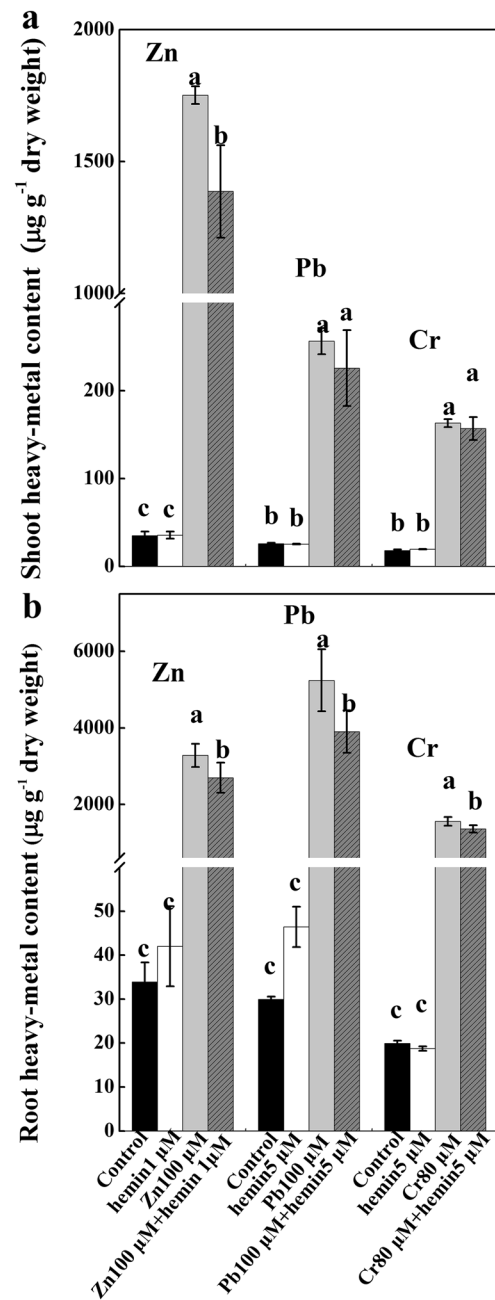 a
Shoot heavy-metal content (µg g-1 dry weight)
2000
1500
1000
200
100
0
Zn
a
b
c c
Pb
a a
b b
Cr
a a
b b
b
Root heavy-metal content (µg g-1 dry weight)
6000
4000
2000
50
40
30
20
10
0
Zn
a
b
c c
Pb
a
b
c c
Cr
a
b
c c
Control
hemin1 µM
Zn100 µM
Zn100 µM+hemin 1µM
Control
hemin5 µM
Pb100 µM
Pb100 µM+hemin5 µM
Control
hemin5 µM
Cr80 µM
Cr80 µM+hemin5 µM